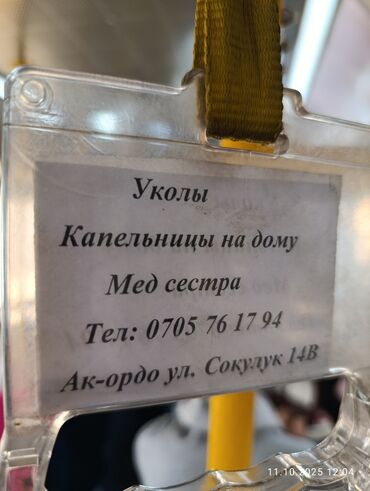 Уколы
Капельницы на дому
Мед сестра
Тел: 0705 76 17 94
Ак-ордо ул. Сокулук 14В
11.10.2025 12:04